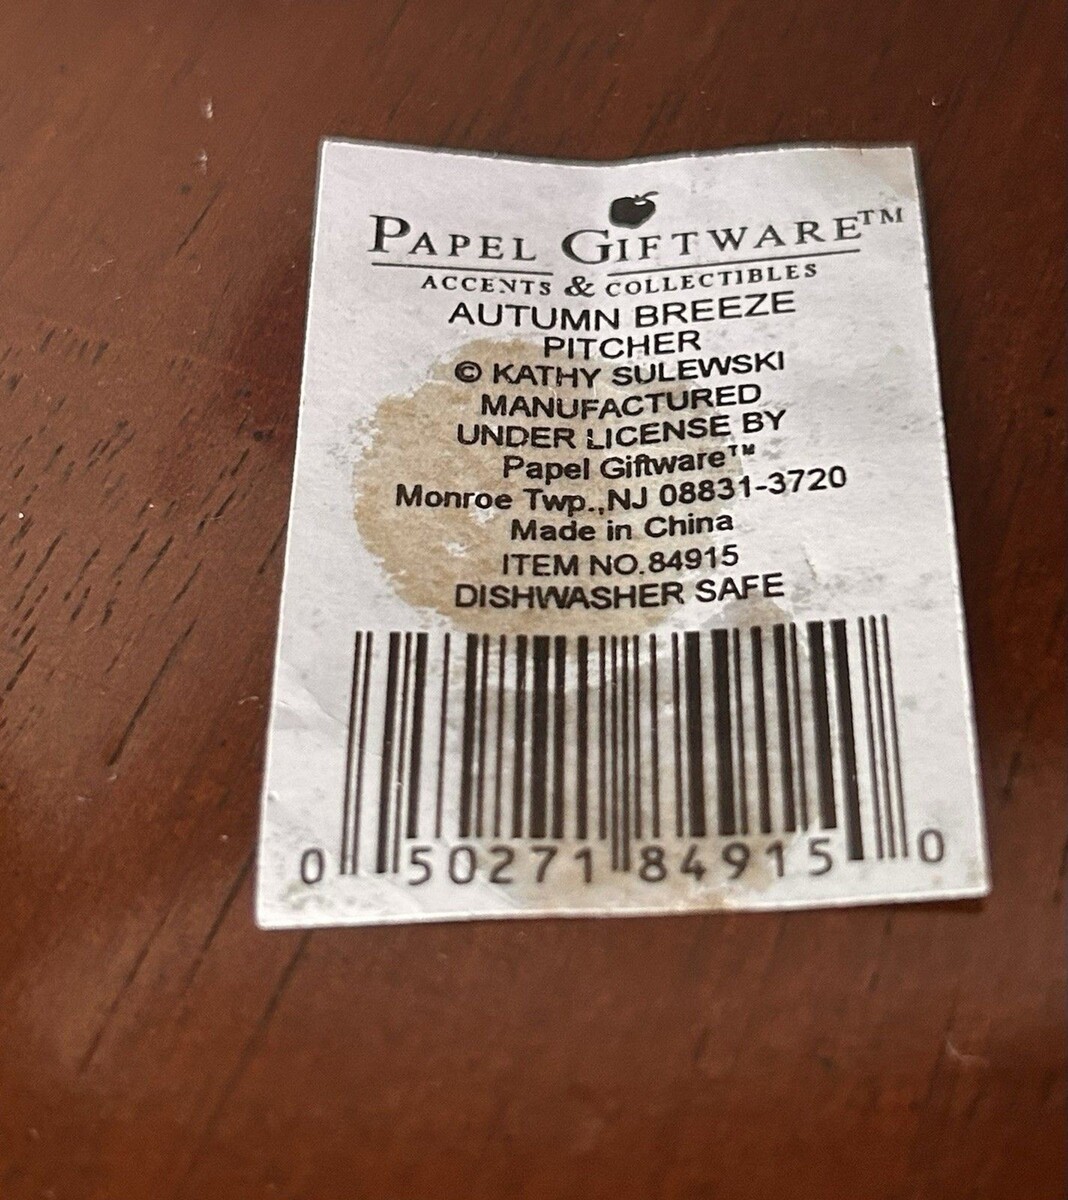 PAPEL GIFTWARE™
ACCENTS & COLLECTIBLES
AUTUMN BREEZE
PITCHER
© KATHY SULEWSKI
MANUFACTURED
UNDER LICENSE BY
Papel Giftware™
Monroe Twp.,NJ 08831-3720
Made in China
ITEM NO.84915
DISHWASHER SAFE
0 50271 84915 0